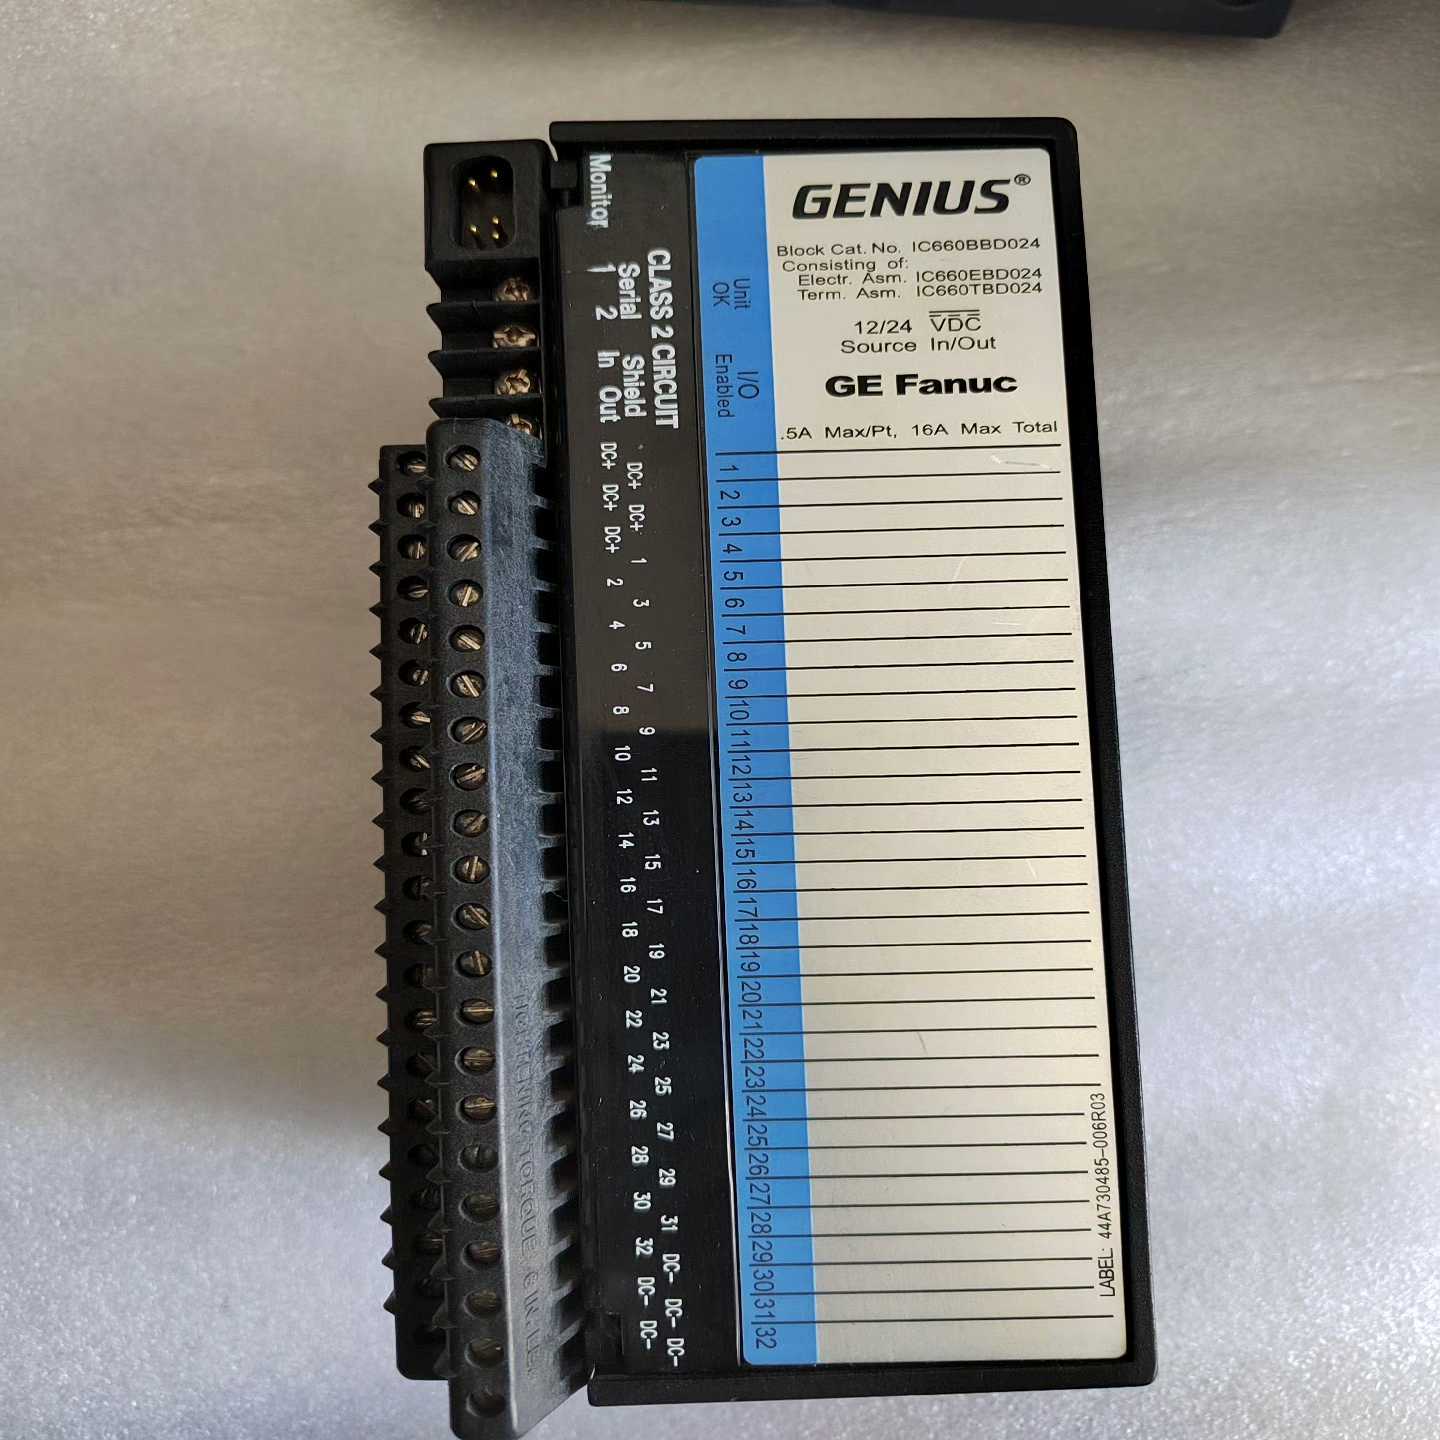 GENIUS®
Block Cat. No. IC660BBD024
Consisting of:
Electr. Asm. IC660EBD024
Term. Asm. IC660TBD024
12/24 VDC
Source In/Out
GE Fanuc
.5A Max/Pt, 16A Max Total
Unit OK
I/O Enabled
1 2 3 4 5 6 7 8 9 10 11 12 13 14 15 16 17 18 19 20 21 22 23 24 25 26 27 28 29 30 31 32
LABEL: 44A730485-006R03
Monitor
CLASS 2 CIRCUIT
Serial Shield
1 2 In Out
DC+ DC+ 1 3 5 7 9 11 13 15 17 19 21 23 25 27 29 31 DC- DC- DC-
DC+ DC+ DC+ 2 4 6 8 10 12 14 16 18 20 22 24 26 28 30 32 DC- DC-
TORQUE